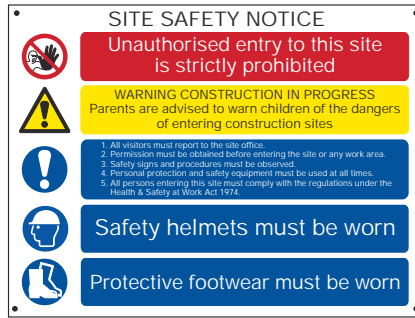 SITE SAFETY NOTICE
Unauthorised entry to this site
is strictly prohibited
WARNING CONSTRUCTION IN PROGRESS
Parents are advised to warn children of the dangers
of entering construction sites
1. All visitors must report to the site office.
2. Permission must be obtained before entering the site or any work area.
3. Safety signs and procedures must be observed.
4. Personal protection and safety equipment must be used at all times.
5. All persons entering this site must comply with the regulations under the
Health & Safety at Work Act 1974.
Safety helmets must be worn
Protective footwear must be worn